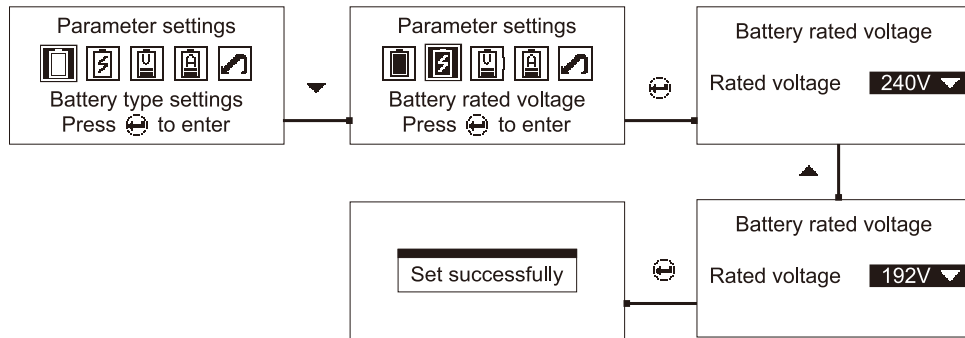 Parameter settings
Battery type settings
Press to enter
Parameter settings
Battery rated voltage
Press to enter
Battery rated voltage
Rated voltage 240V
Set successfully
Battery rated voltage
Rated voltage 192V